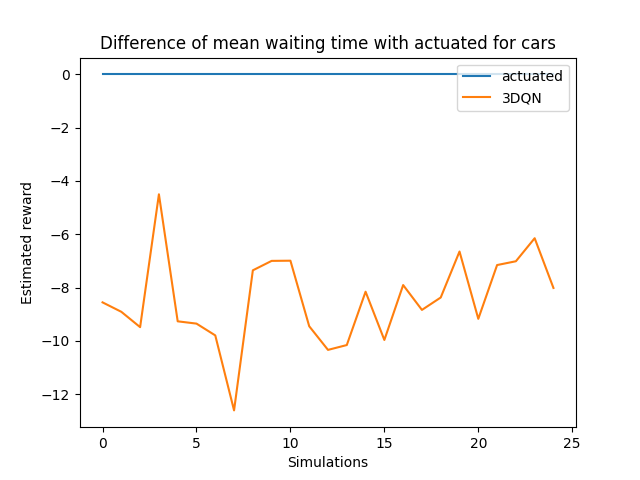 Difference of mean waiting time with actuated for cars
actuated
3DQN
0
−2
−4
−6
−8
−10
−12
Estimated reward
0 5 10 15 20 25
Simulations